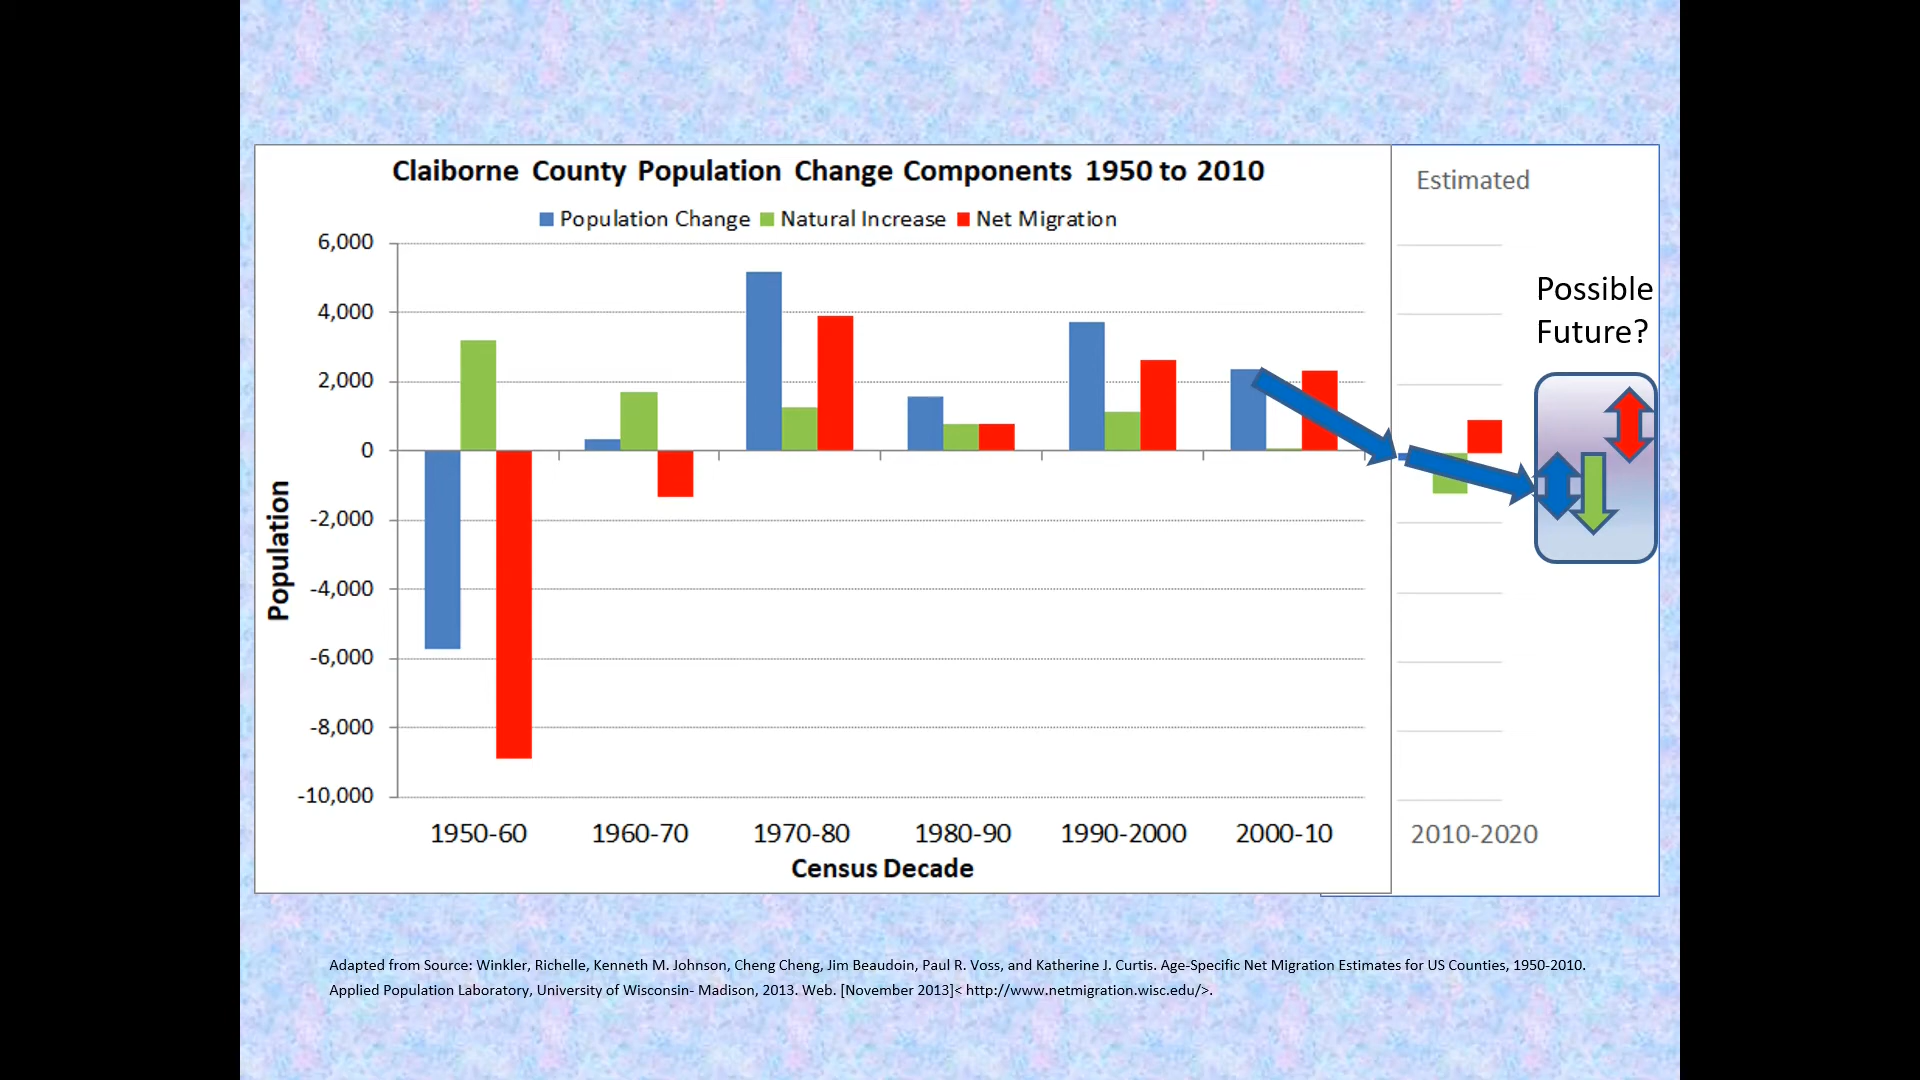 Claiborne County Population Change Components 1950 to 2010
Population Change Natural Increase Net Migration
6,000
4,000
2,000
0
-2,000
-4,000
-6,000
-8,000
-10,000
Population
1950-60 1960-70 1970-80 1980-90 1990-2000 2000-10
Census Decade
Estimated
Possible
Future?
2010-2020
Adapted from Source: Winkler, Richelle, Kenneth M. Johnson, Cheng Cheng, Jim Beaudoin, Paul R. Voss, and Katherine J. Curtis. Age-Specific Net Migration Estimates for US Counties, 1950-2010.
Applied Population Laboratory, University of Wisconsin- Madison, 2013. Web. [November 2013]< http://www.netmigration.wisc.edu/>.